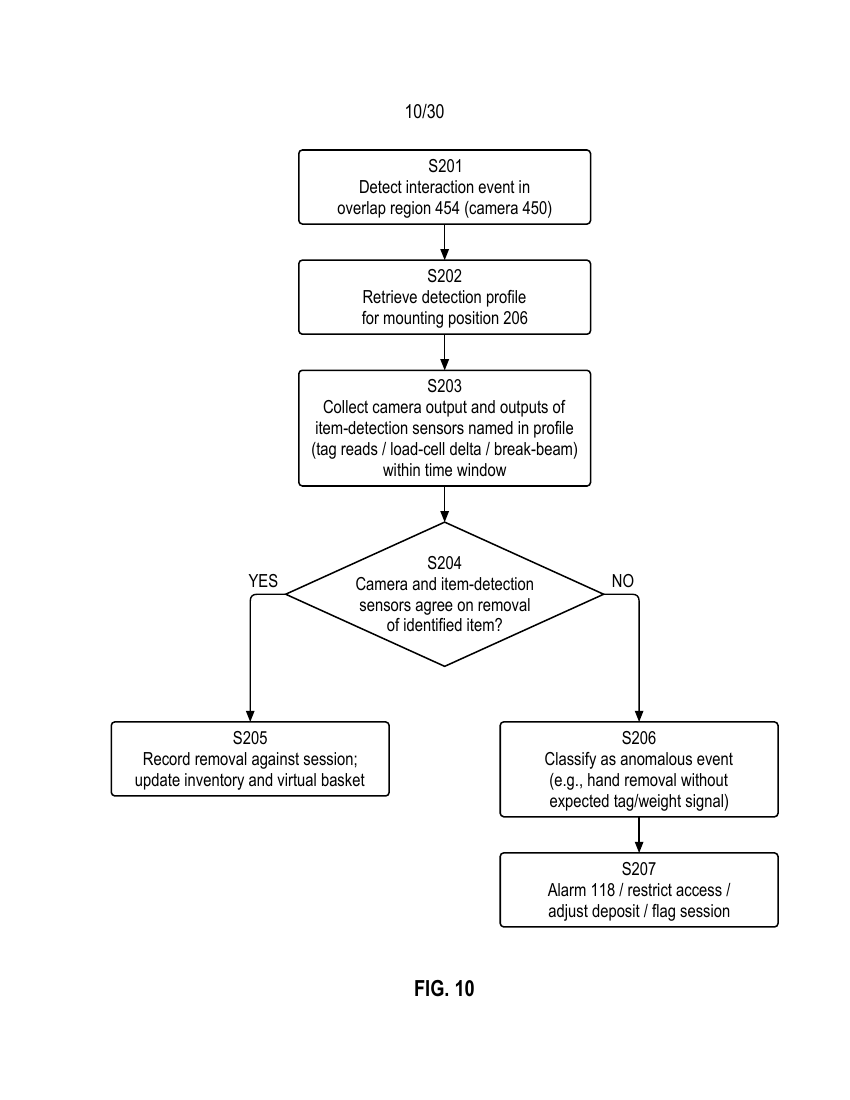 10/30
S201
Detect interaction event in
overlap region 454 (camera 450)
S202
Retrieve detection profile
for mounting position 206
S203
Collect camera output and outputs of
item-detection sensors named in profile
(tag reads / load-cell delta / break-beam)
within time window
S204
Camera and item-detection
sensors agree on removal
of identified item?
YES
NO
S205
Record removal against session;
update inventory and virtual basket
S206
Classify as anomalous event
(e.g., hand removal without
expected tag/weight signal)
S207
Alarm 118 / restrict access /
adjust deposit / flag session
FIG. 10